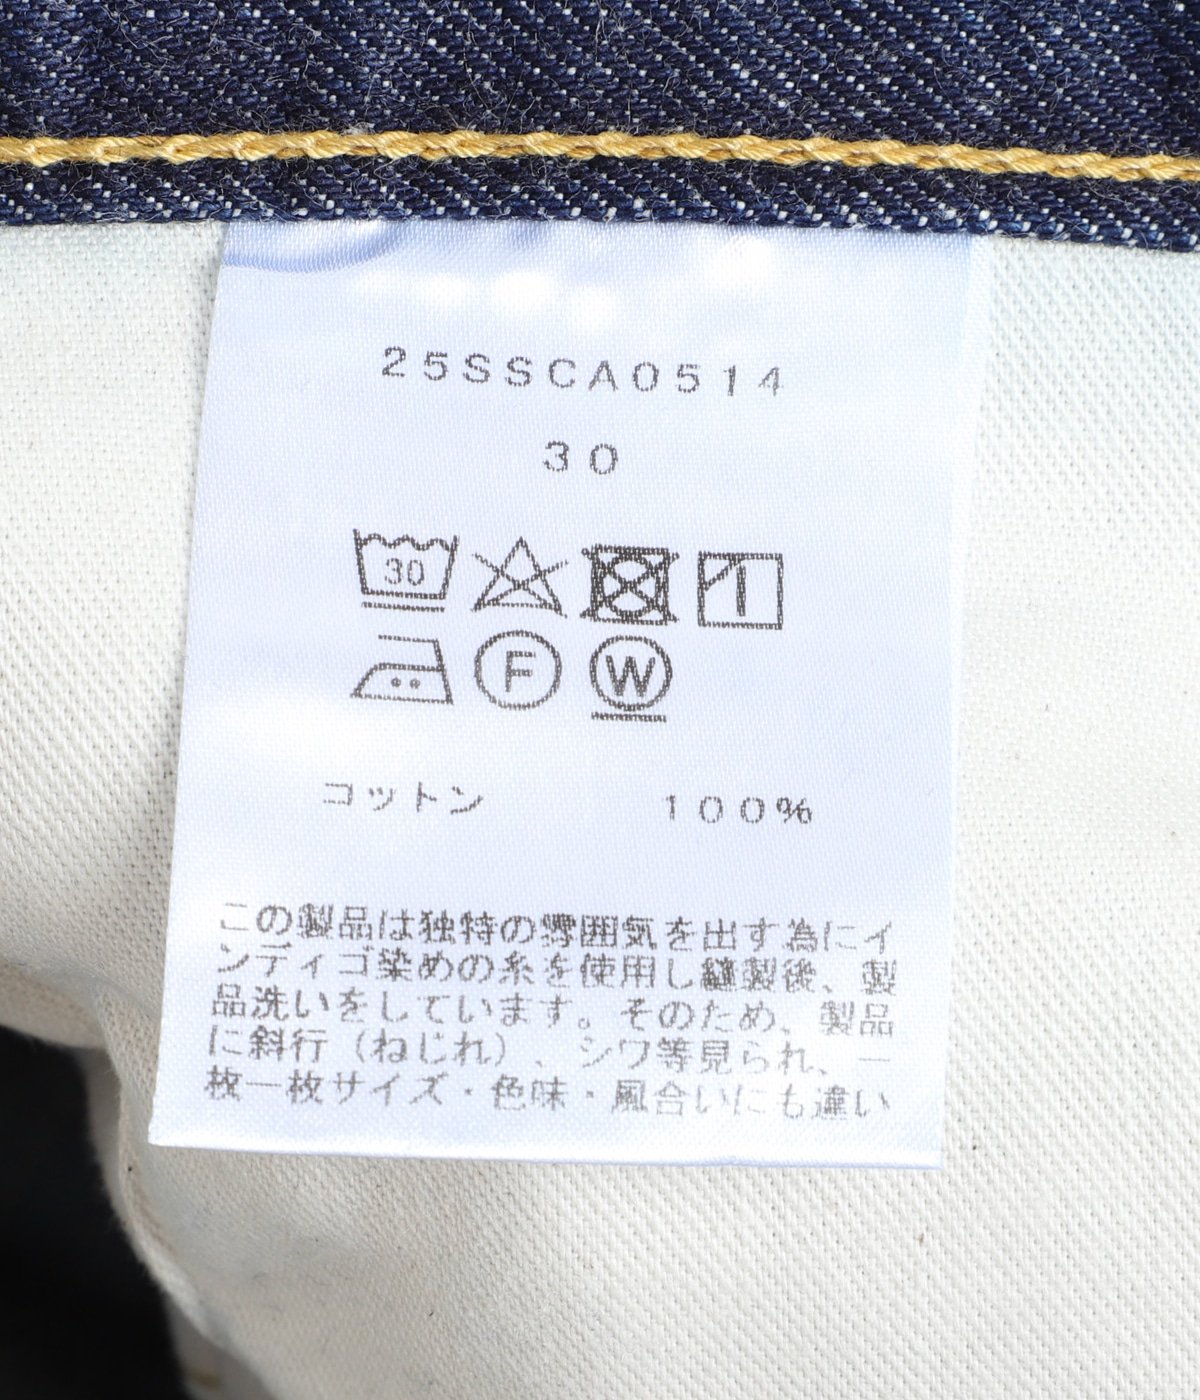 25SSCA0514
30
30
F W
コットン 100%
この製品は独特の雰囲気を出す為にイ
ンディゴ染めの糸を使用し縫製後、製
品洗いをしています。そのため、製品
に斜行（ねじれ）、シワ等見られ、一
枚一枚サイズ・色味・風合いにも違い